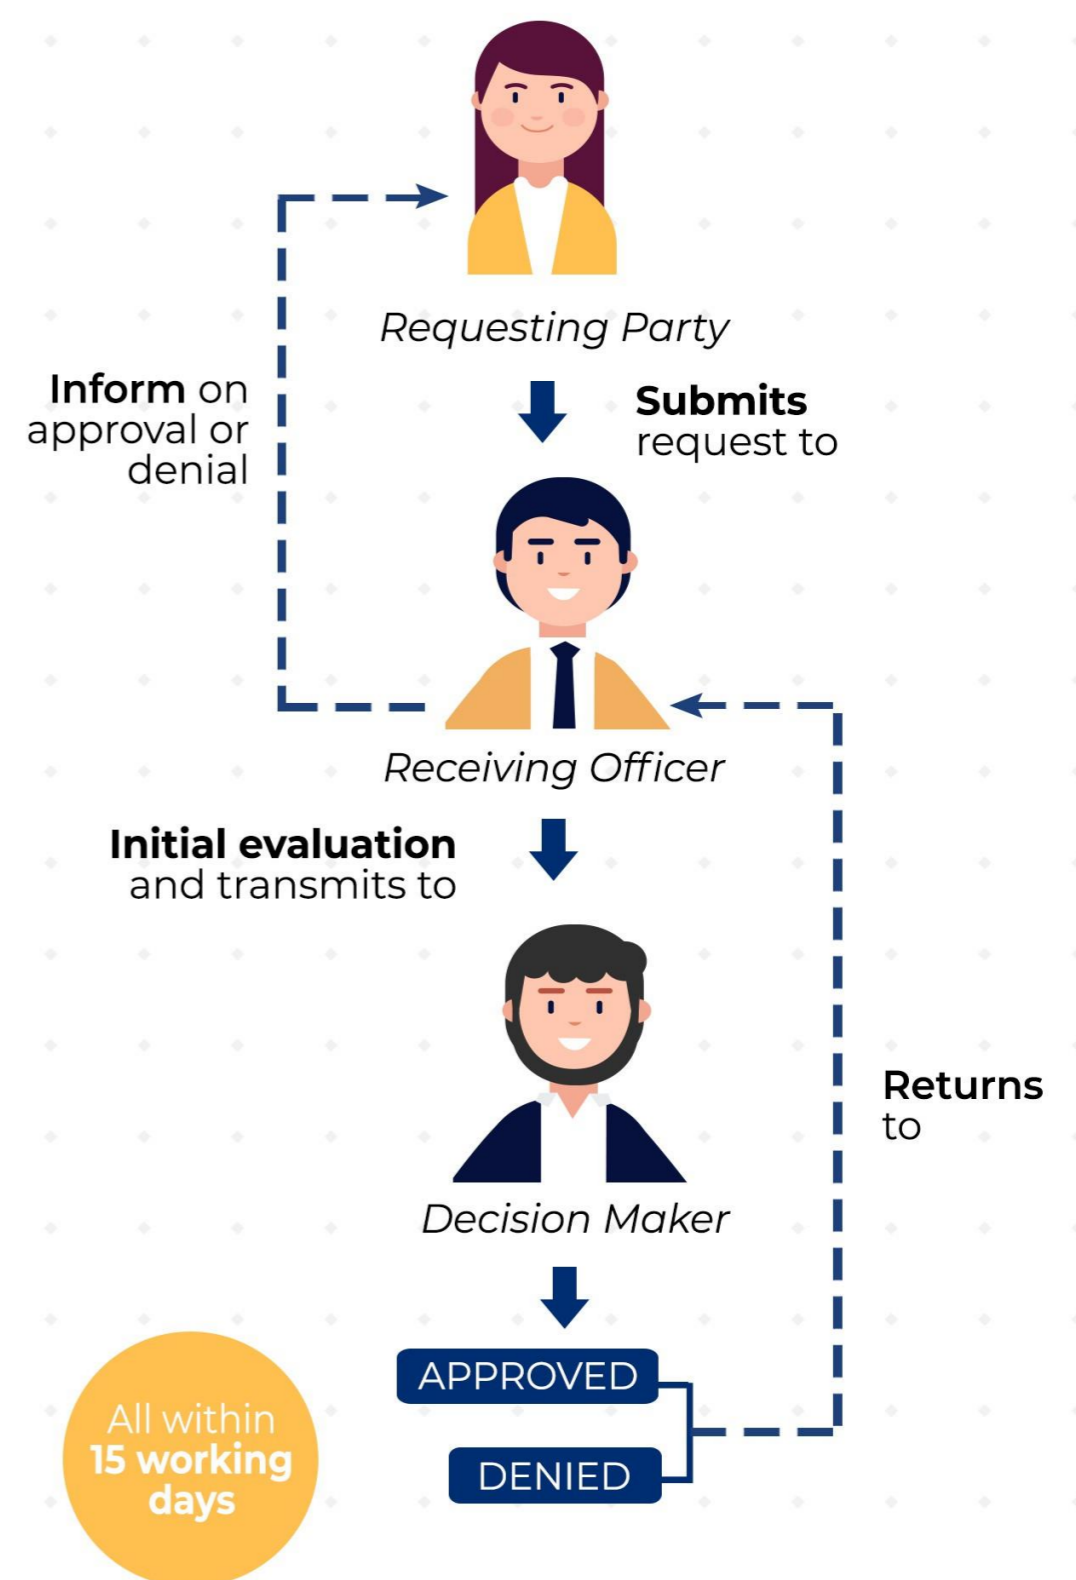 Requesting Party
Inform on
approval or
denial
Submits
request to
Receiving Officer
Initial evaluation
and transmits to
Decision Maker
Returns
to
APPROVED
DENIED
All within
15 working
days